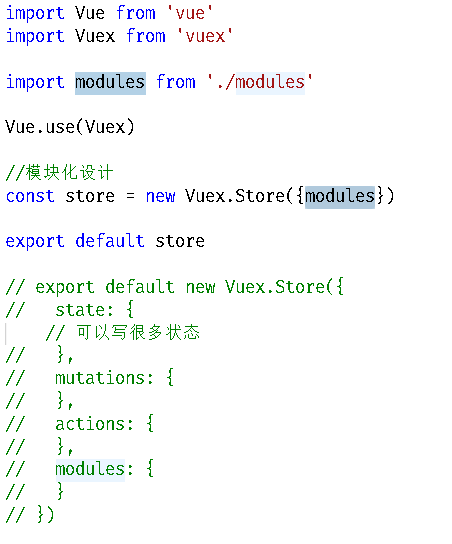 import Vue from 'vue'
import Vuex from 'vuex'
import modules from './modules'
Vue.use(Vuex)
//模块化设计
const store = new Vuex.Store({modules})
export default store
// export default new Vuex.Store({
//   state: {
    // 可以写很多状态
//   },
//   mutations: {
//   },
//   actions: {
//   },
//   modules: {
//   }
// })